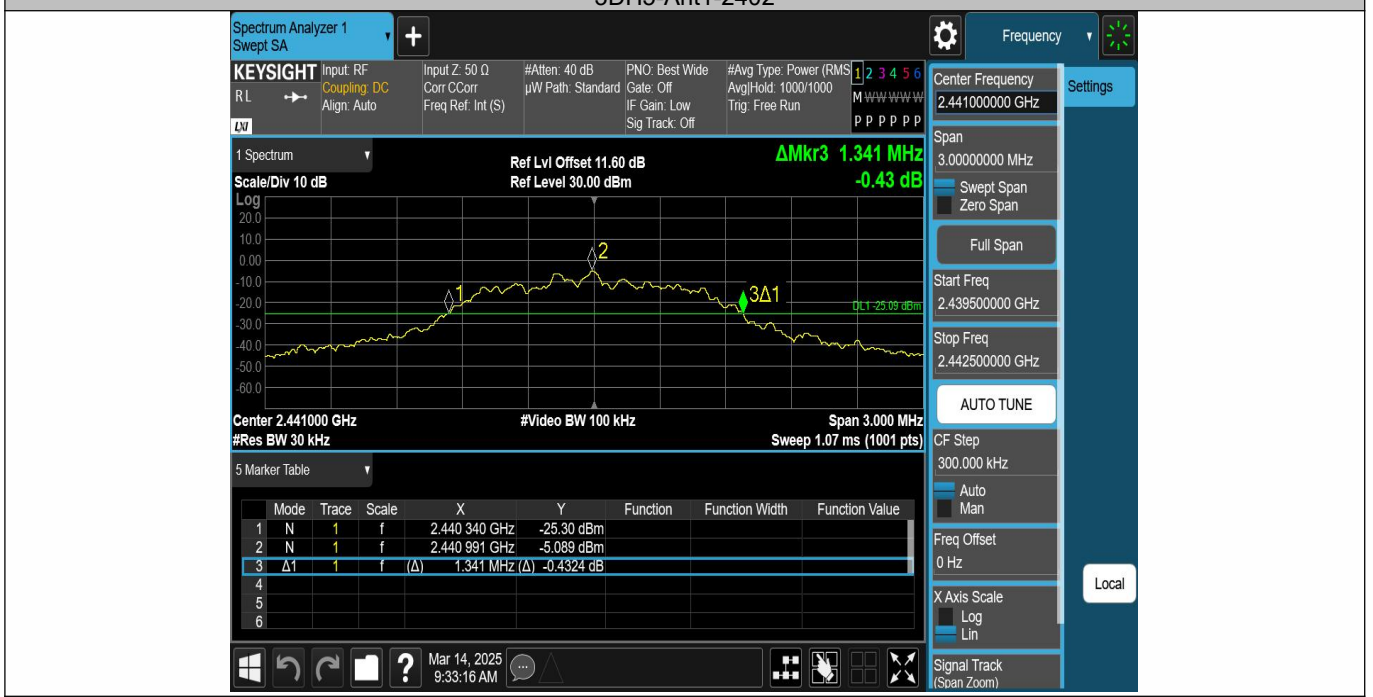 3DH5-Ant1-2402
Spectrum Analyzer 1
Swept SA
+
Frequency
KEYSIGHT
RL
LXI
Input: RF
Coupling: DC
Align: Auto
Input Z: 50 Ω
Corr CCorr
Freq Ref: Int (S)
#Atten: 40 dB
µW Path: Standard
PNO: Best Wide
Gate: Off
IF Gain: Low
Sig Track: Off
#Avg Type: Power (RMS
Avg|Hold: 1000/1000
Trig: Free Run
1 2 3 4 5 6
M W W W W W
P P P P P P
1 Spectrum
Scale/Div 10 dB
Ref Lvl Offset 11.60 dB
Ref Level 30.00 dBm
ΔMkr3 1.341 MHz
-0.43 dB
Log
20.0
10.0
0.00
-10.0
-20.0
-30.0
-40.0
-50.0
-60.0
1
2
3Δ1
DL1 -25.09 dBm
Center 2.441000 GHz
#Video BW 100 kHz
Span 3.000 MHz
#Res BW 30 kHz
Sweep 1.07 ms (1001 pts)
5 Marker Table
Mode Trace Scale X Y Function Function Width Function Value
1 N 1 f 2.440 340 GHz -25.30 dBm
2 N 1 f 2.440 991 GHz -5.089 dBm
3 Δ1 1 f (Δ) 1.341 MHz (Δ) -0.4324 dB
4
5
6
Mar 14, 2025
9:33:16 AM
?
Center Frequency
2.441000000 GHz
Settings
Span
3.00000000 MHz
Swept Span
Zero Span
Full Span
Start Freq
2.439500000 GHz
Stop Freq
2.442500000 GHz
AUTO TUNE
CF Step
300.000 kHz
Auto
Man
Freq Offset
0 Hz
X Axis Scale
Log
Lin
Local
Signal Track
(Span Zoom)